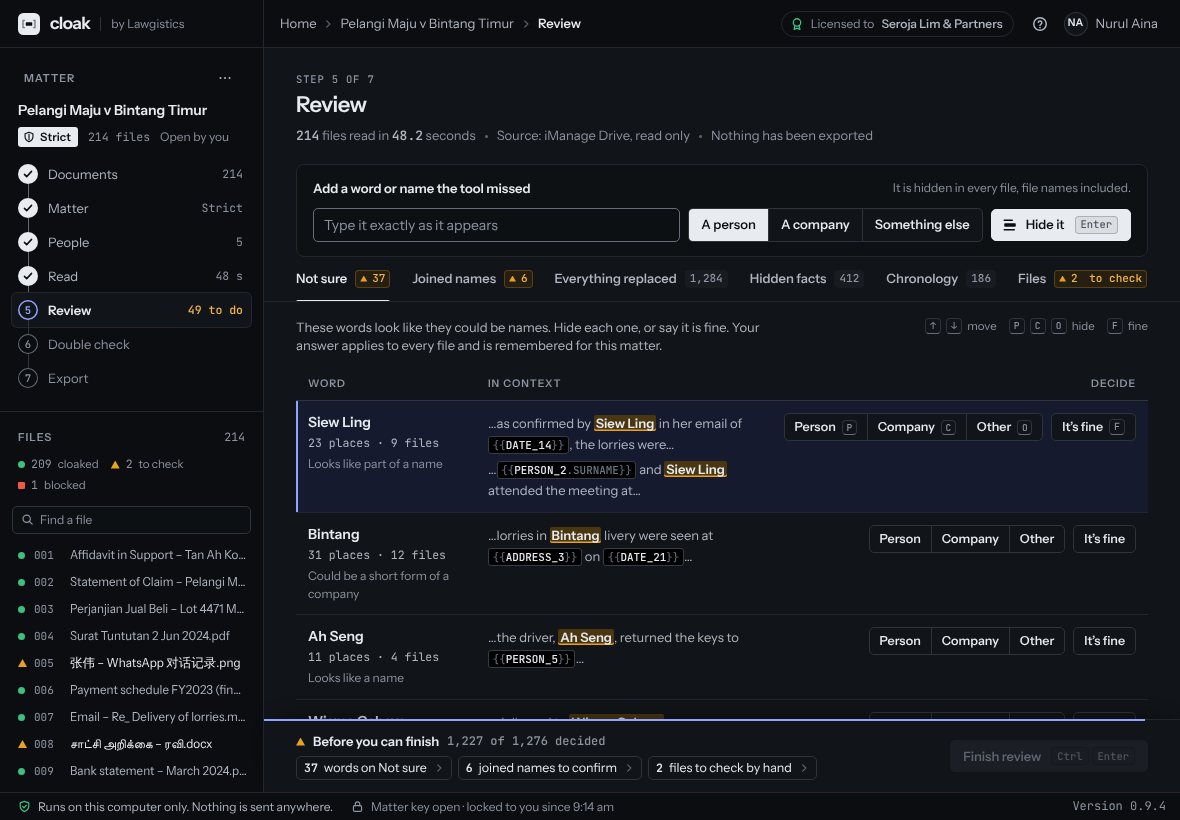 cloak by Lawgistics
Home > Pelangi Maju v Bintang Timur > Review
Licensed to Seroja Lim & Partners
NA Nurul Aina
MATTER ...
Pelangi Maju v Bintang Timur
Strict 214 files Open by you
Documents 214
Matter Strict
People 5
Read 48 s
5 Review 49 to do
6 Double check
7 Export
FILES 214
209 cloaked 2 to check
1 blocked
Find a file
001 Affidavit in Support – Tan Ah Ko...
002 Statement of Claim – Pelangi M...
003 Perjanjian Jual Beli – Lot 4471 M...
004 Surat Tuntutan 2 Jun 2024.pdf
005 张伟 – WhatsApp 对话记录.png
006 Payment schedule FY2023 (fin...
007 Email – Re_ Delivery of lorries.m...
008 சாட்சி அறிக்கை – ரவி.docx
009 Bank statement – March 2024.p...
STEP 5 OF 7
Review
214 files read in 48.2 seconds • Source: iManage Drive, read only • Nothing has been exported
Add a word or name the tool missed
It is hidden in every file, file names included.
Type it exactly as it appears
A person A company Something else
Hide it Enter
Not sure 37 Joined names 6 Everything replaced 1,284 Hidden facts 412 Chronology 186 Files 2 to check
These words look like they could be names. Hide each one, or say it is fine. Your
answer applies to every file and is remembered for this matter.
↑ ↓ move P C O hide F fine
WORD IN CONTEXT DECIDE
Siew Ling
23 places · 9 files
Looks like part of a name
...as confirmed by Siew Ling in her email of
{{DATE_14}}, the lorries were...
...{{PERSON_2.SURNAME}} and Siew Ling
attended the meeting at...
Person P Company C Other O It's fine F
Bintang
31 places · 12 files
Could be a short form of a
company
...lorries in Bintang livery were seen at
{{ADDRESS_3}} on {{DATE_21}}...
Person Company Other It's fine
Ah Seng
11 places · 4 files
Looks like a name
...the driver, Ah Seng, returned the keys to
{{PERSON_5}}...
Person Company Other It's fine
Before you can finish 1,227 of 1,276 decided
37 words on Not sure > 6 joined names to confirm > 2 files to check by hand >
Finish review Ctrl Enter
Runs on this computer only. Nothing is sent anywhere. Matter key open · locked to you since 9:14 am
Version 0.9.4